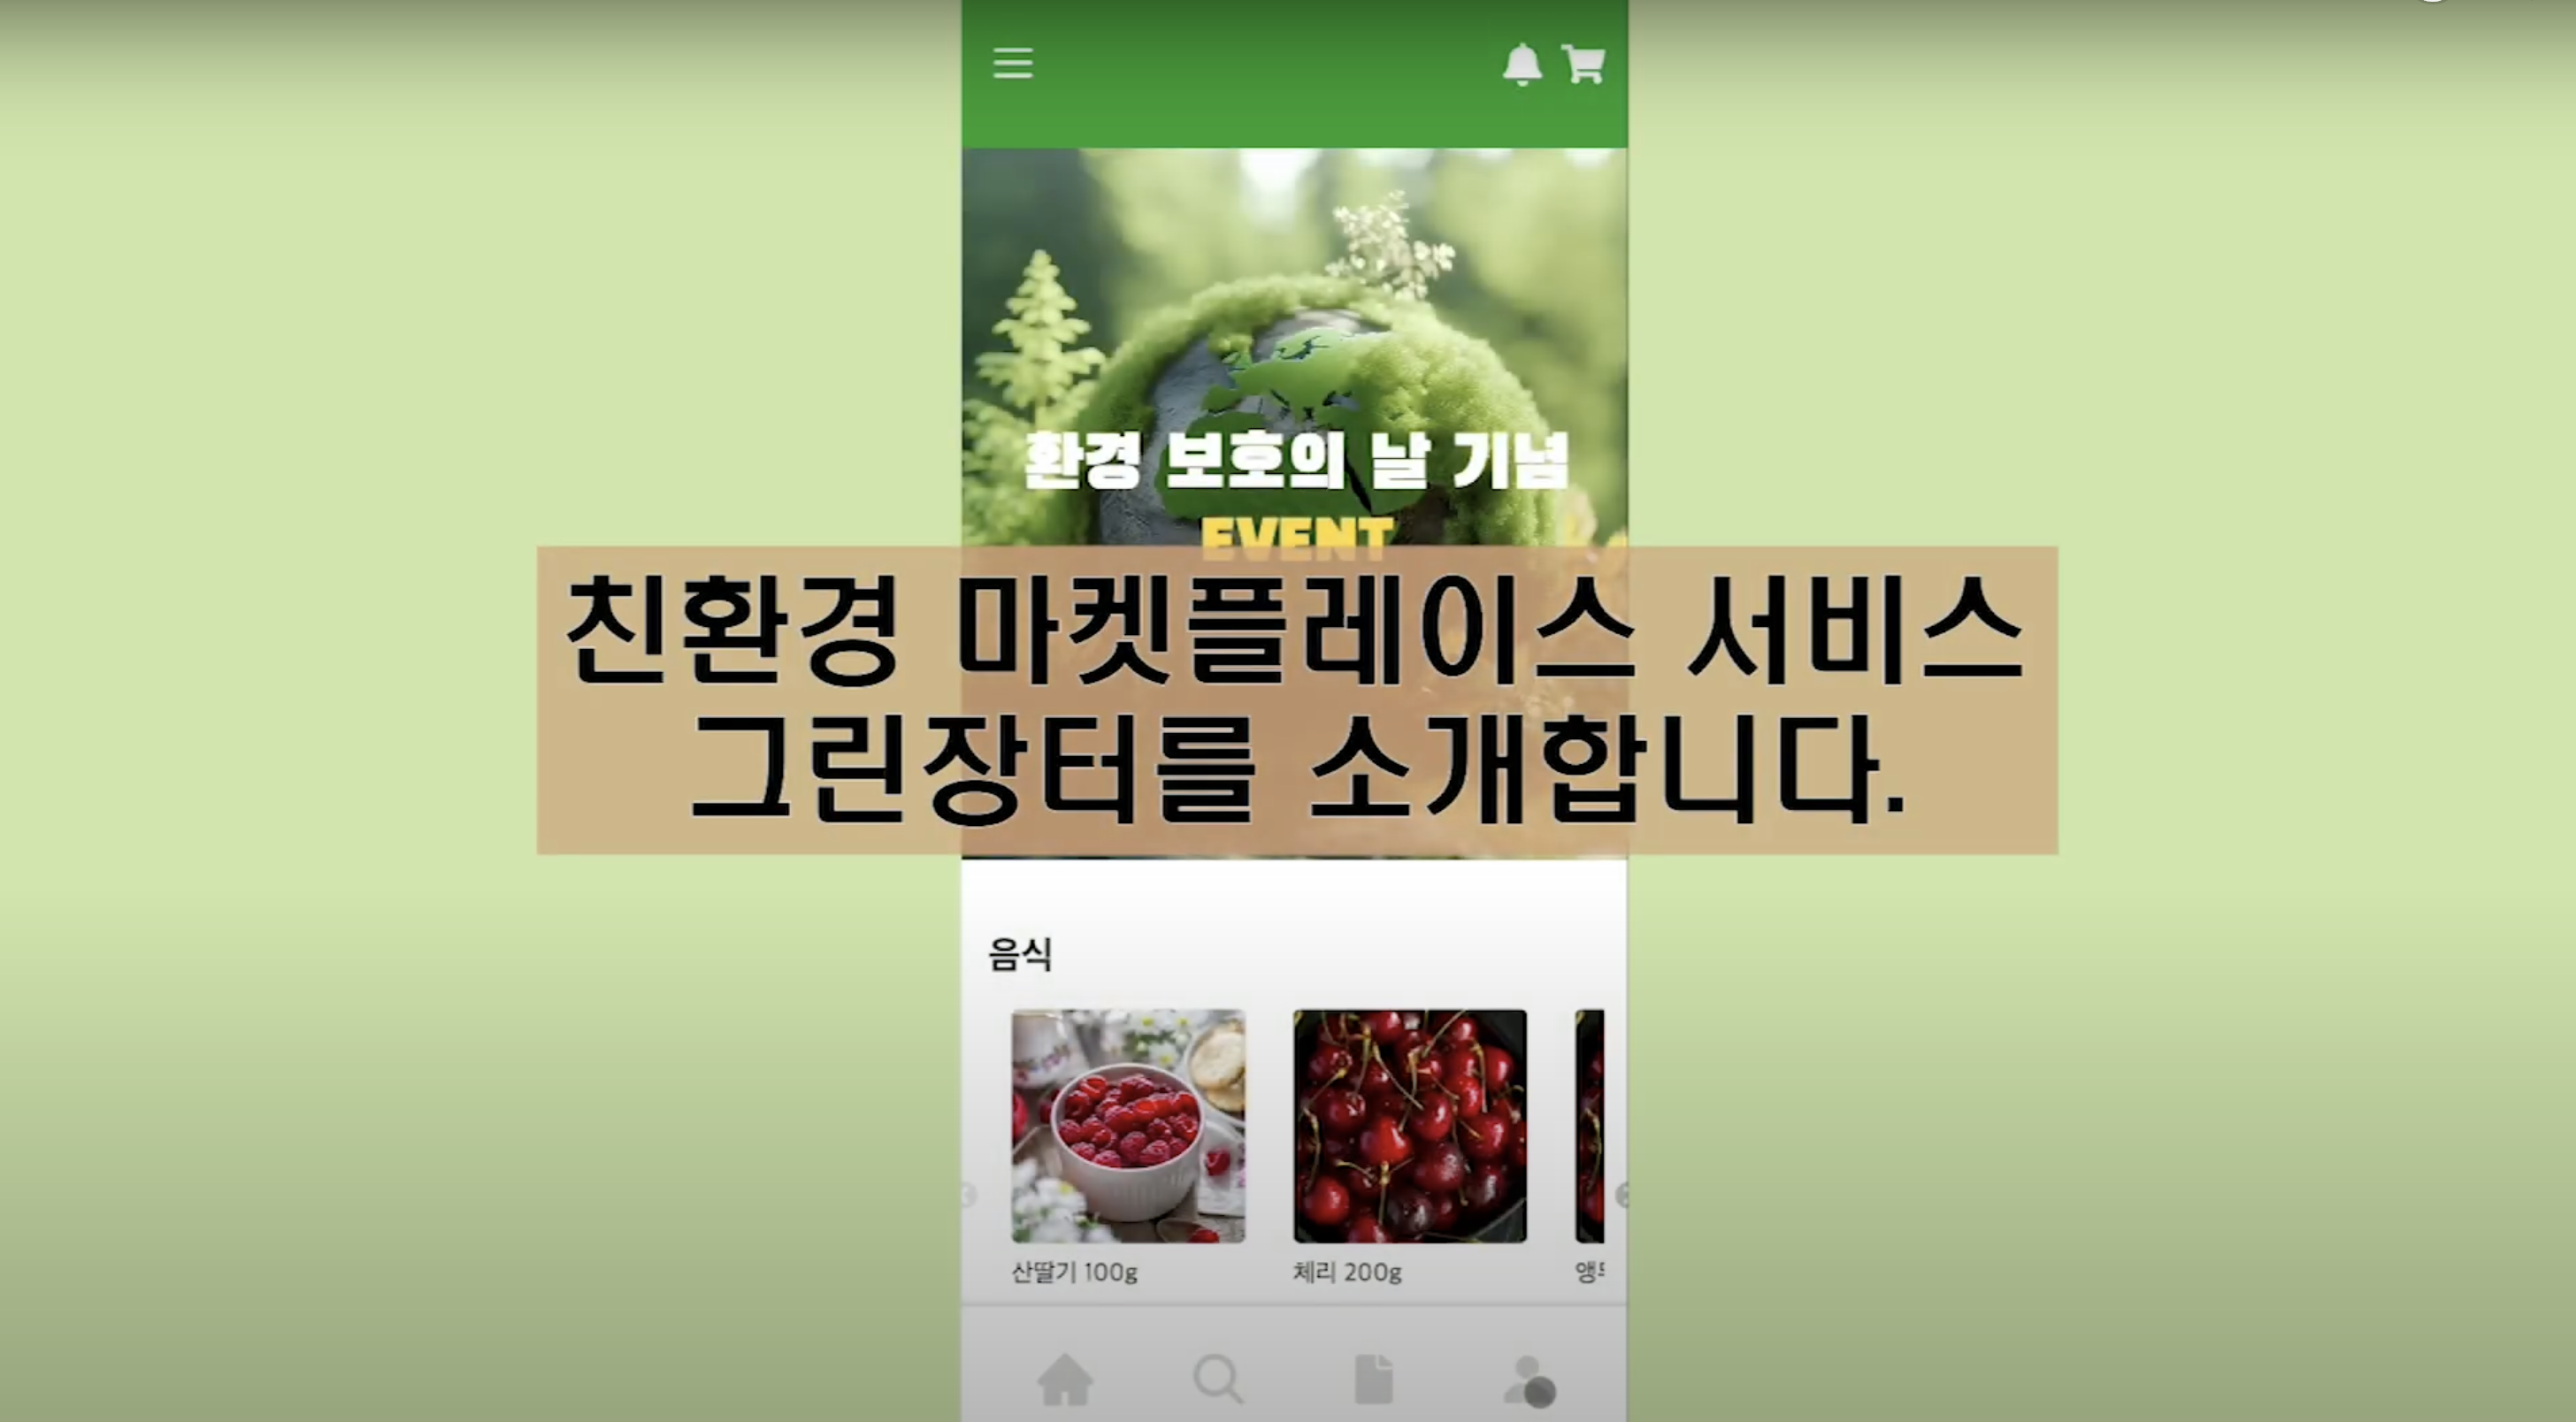 환경 보호의 날 기념
EVENT
친환경 마켓플레이스 서비스
그린장터를 소개합니다.
음식
산딸기 100g
체리 200g